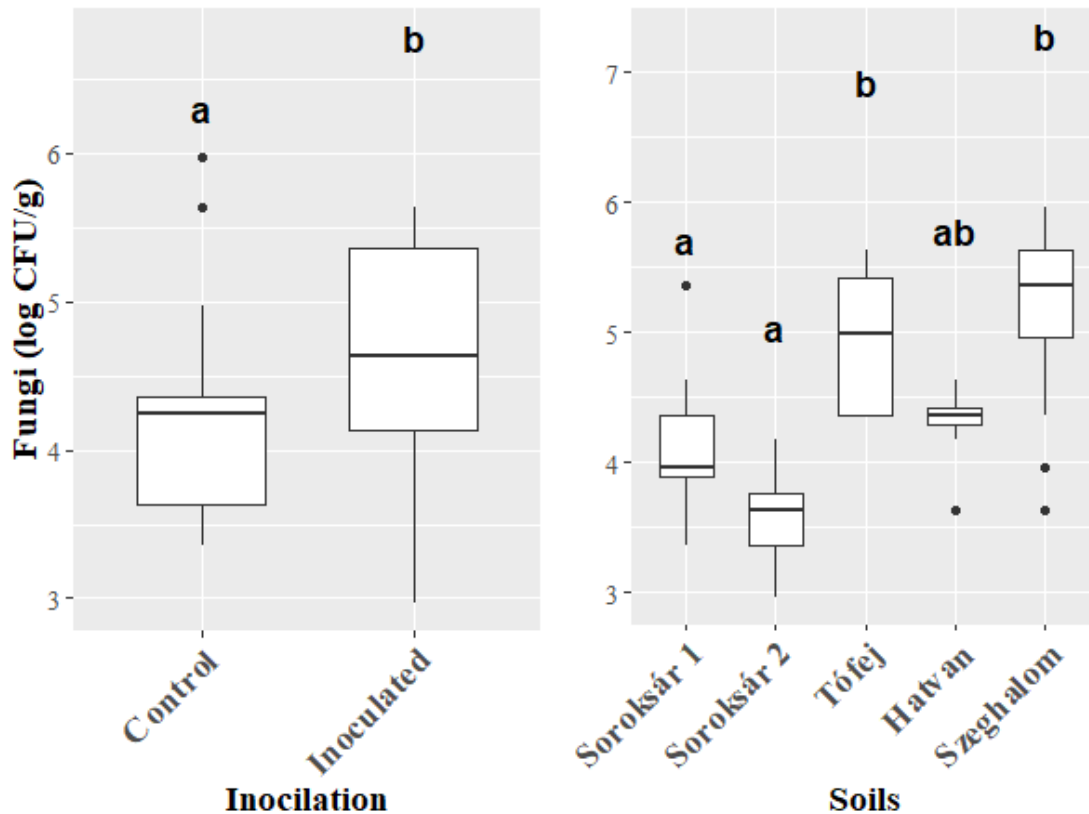 Fungi (log CFU/g)
6
5
4
3
a
b
Control
Inoculated
Inocilation
7
6
5
4
3
a
a
b
ab
b
Soroksár 1
Soroksár 2
Tófej
Hatvan
Szeghalom
Soils